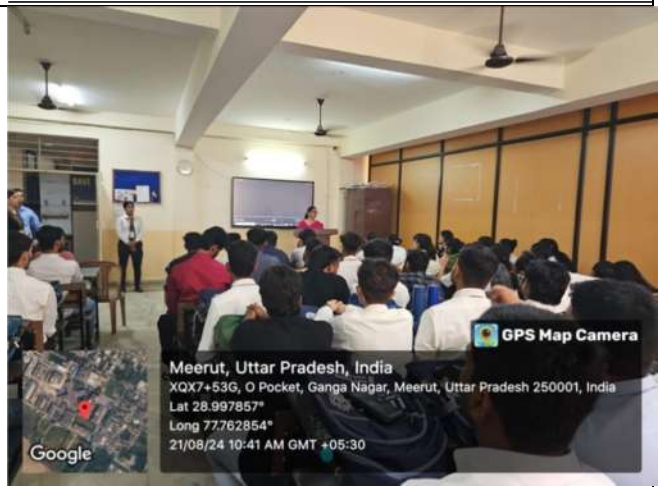 GPS Map Camera
Meerut, Uttar Pradesh, India
XQX7+53G, O Pocket, Ganga Nagar, Meerut, Uttar Pradesh 250001, India
Lat 28.997857°
Long 77.762854°
21/08/24 10:41 AM GMT +05:30
Google